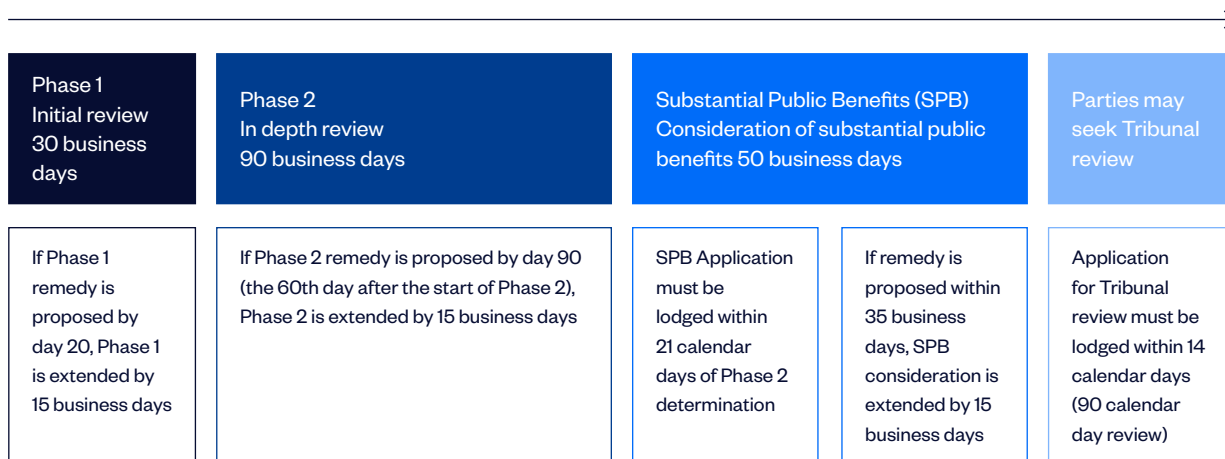 Phase 1
Initial review
30 business
days
Phase 2
In depth review
90 business days
Substantial Public Benefits (SPB)
Consideration of substantial public
benefits 50 business days
Parties may
seek Tribunal
review
If Phase 1
remedy is
proposed by
day 20, Phase 1
is extended by
15 business days
If Phase 2 remedy is proposed by day 90
(the 60th day after the start of Phase 2),
Phase 2 is extended by 15 business days
SPB Application
must be
lodged within
21 calendar
days of Phase 2
determination
If remedy is
proposed within
35 business
days, SPB
consideration is
extended by 15
business days
Application
for Tribunal
review must be
lodged within 14
calendar days
(90 calendar
day review)